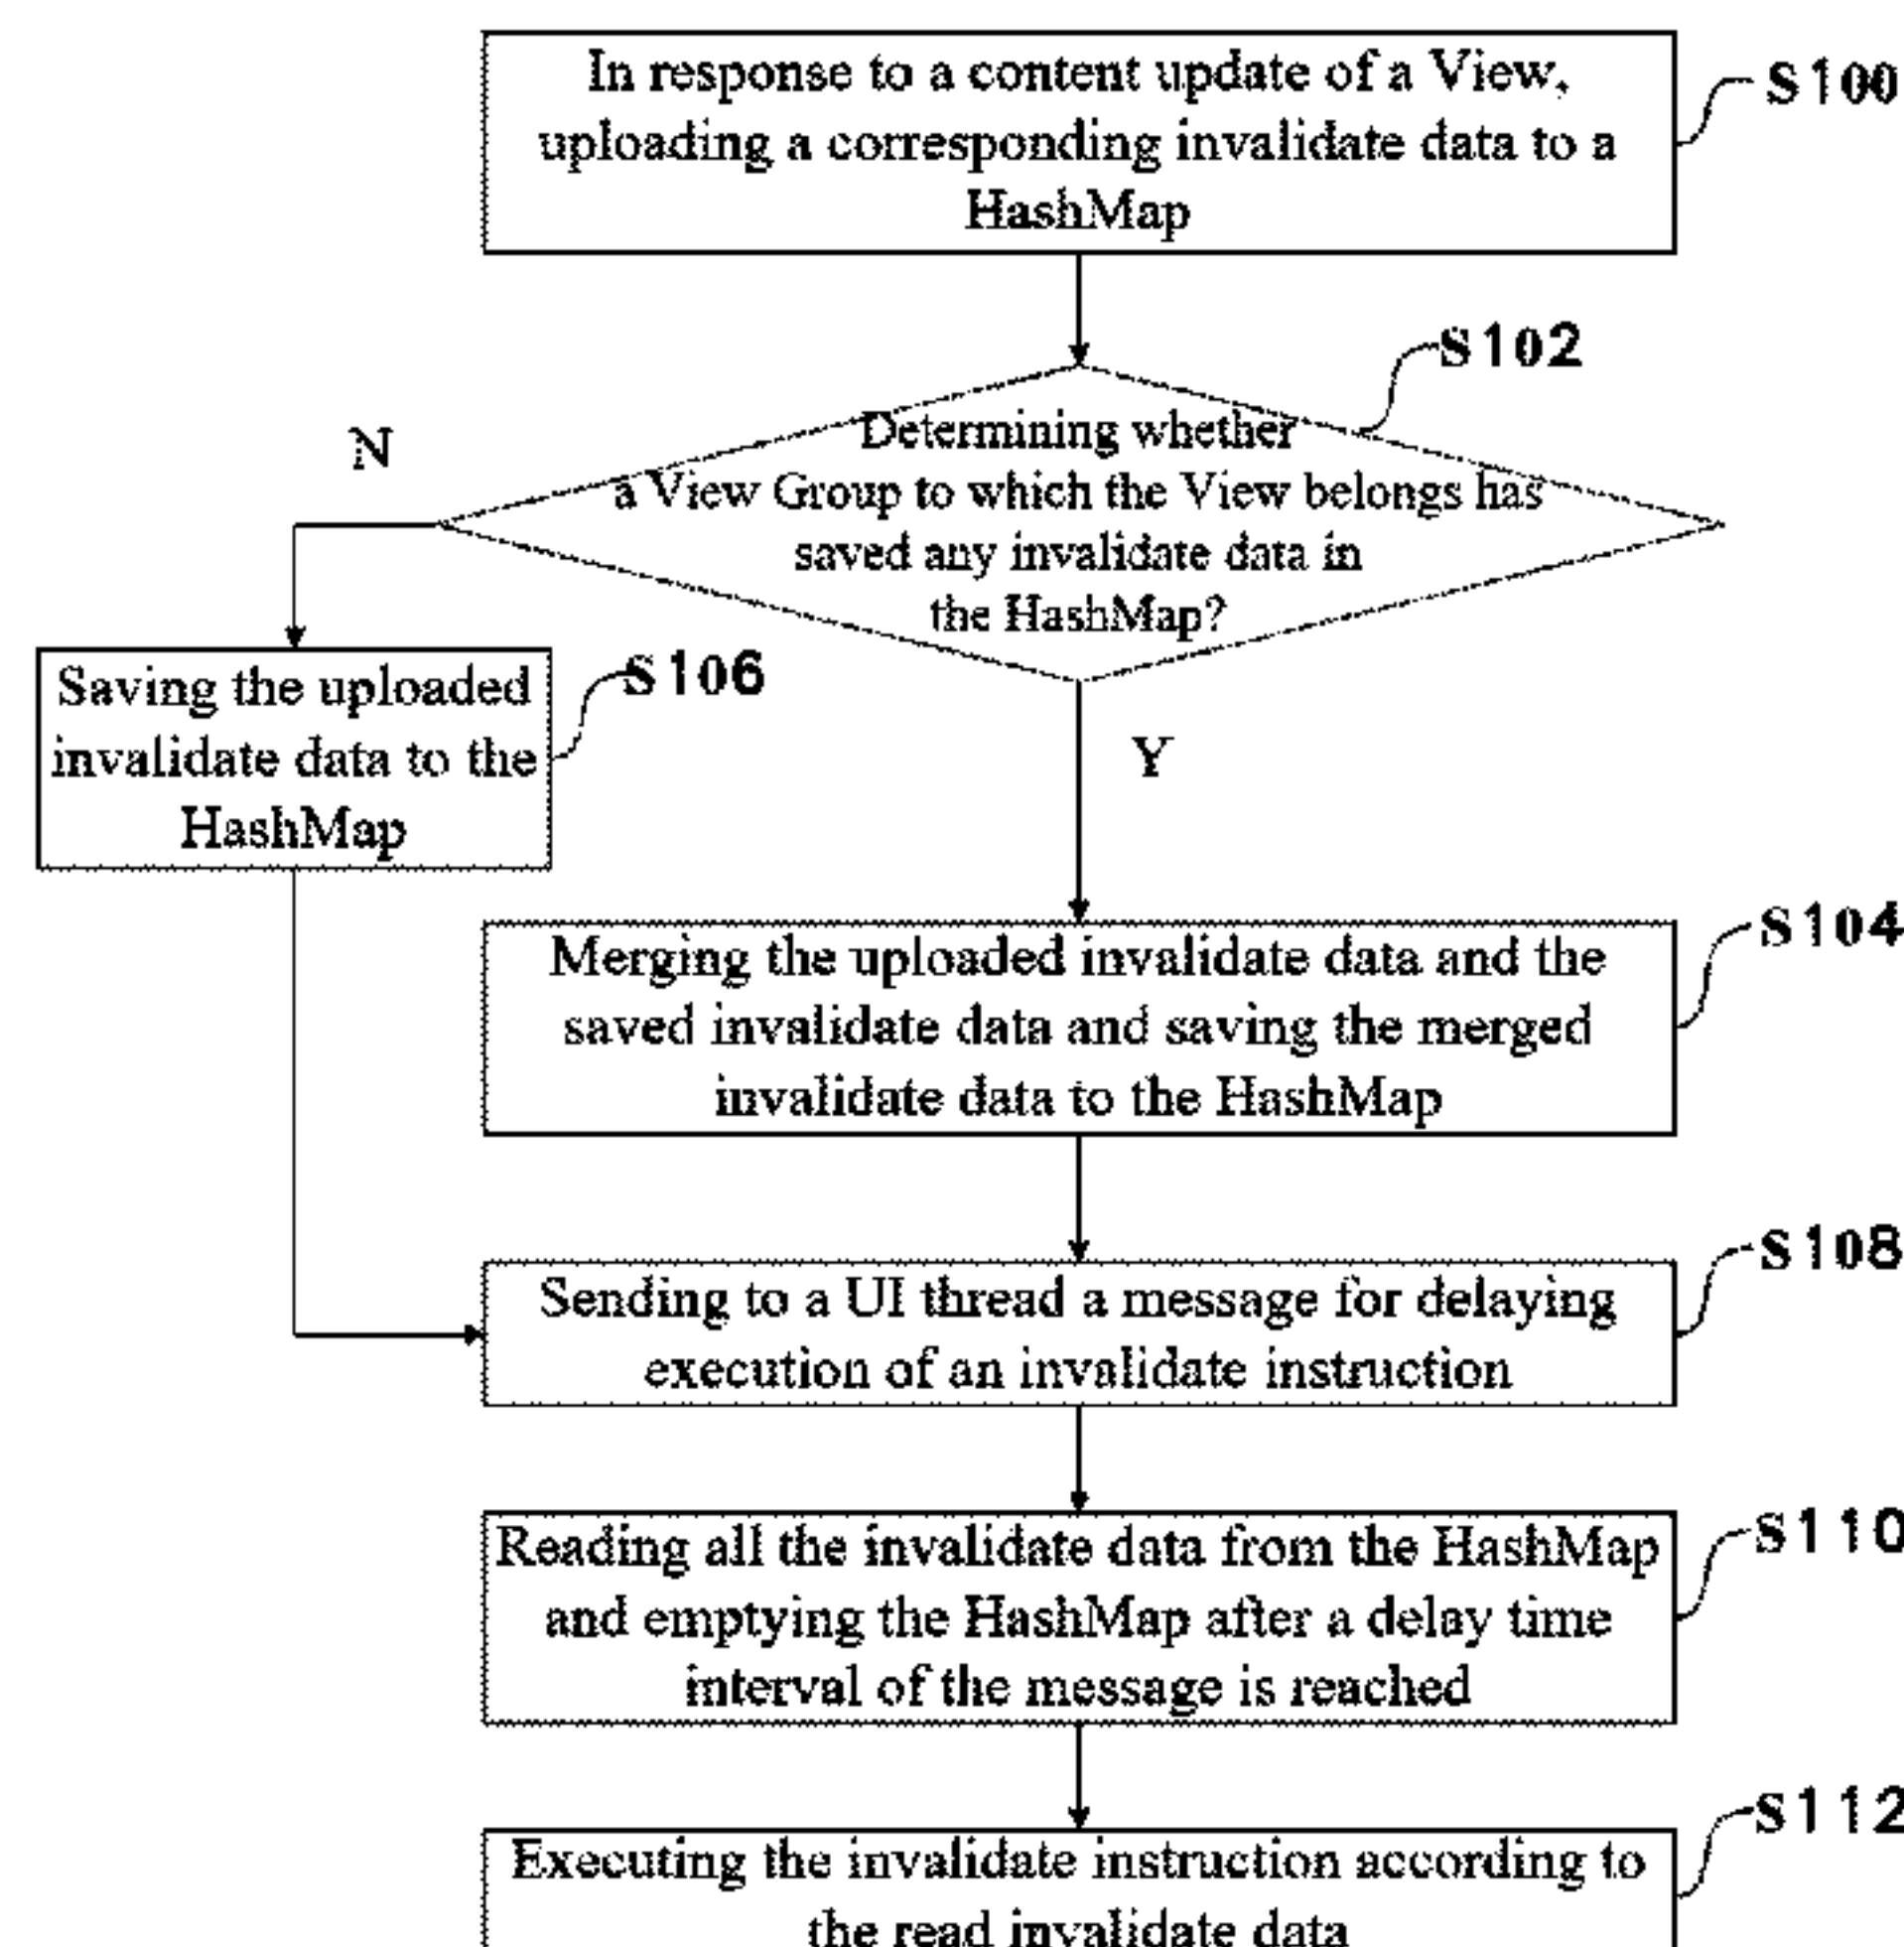 In response to a content update of a View,
uploading a corresponding invalidate data to a
HashMap
S100
S102
Determining whether
a View Group to which the View belongs has
saved any invalidate data in
the HashMap?
N
Y
Saving the uploaded
invalidate data to the
HashMap
S106
Merging the uploaded invalidate data and the
saved invalidate data and saving the merged
invalidate data to the HashMap
S104
Sending to a UI thread a message for delaying
execution of an invalidate instruction
S108
Reading all the invalidate data from the HashMap
and emptying the HashMap after a delay time
interval of the message is reached
S110
Executing the invalidate instruction according to
the read invalidate data
S112